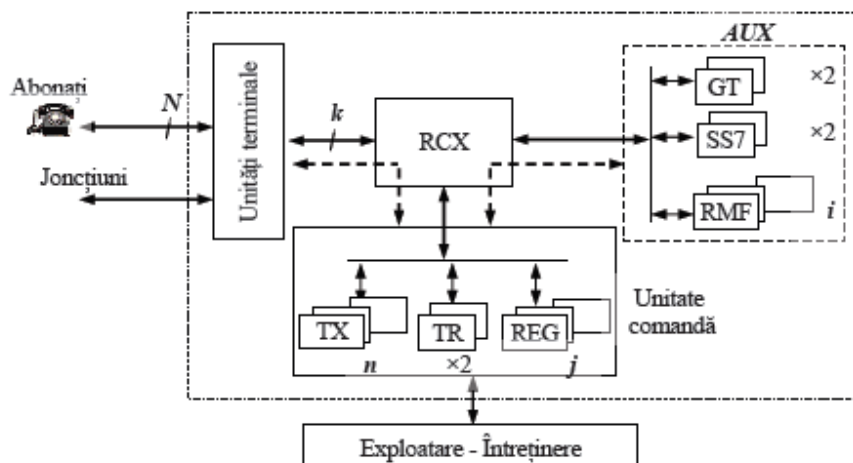 AUX
Abonați
N
Joncțiuni
Unități terminale
k
RCX
GT ×2
SS7 ×2
RMF i
TX
TR
REG
n ×2 j
Unitate
comandă
Exploatare - Întreținere